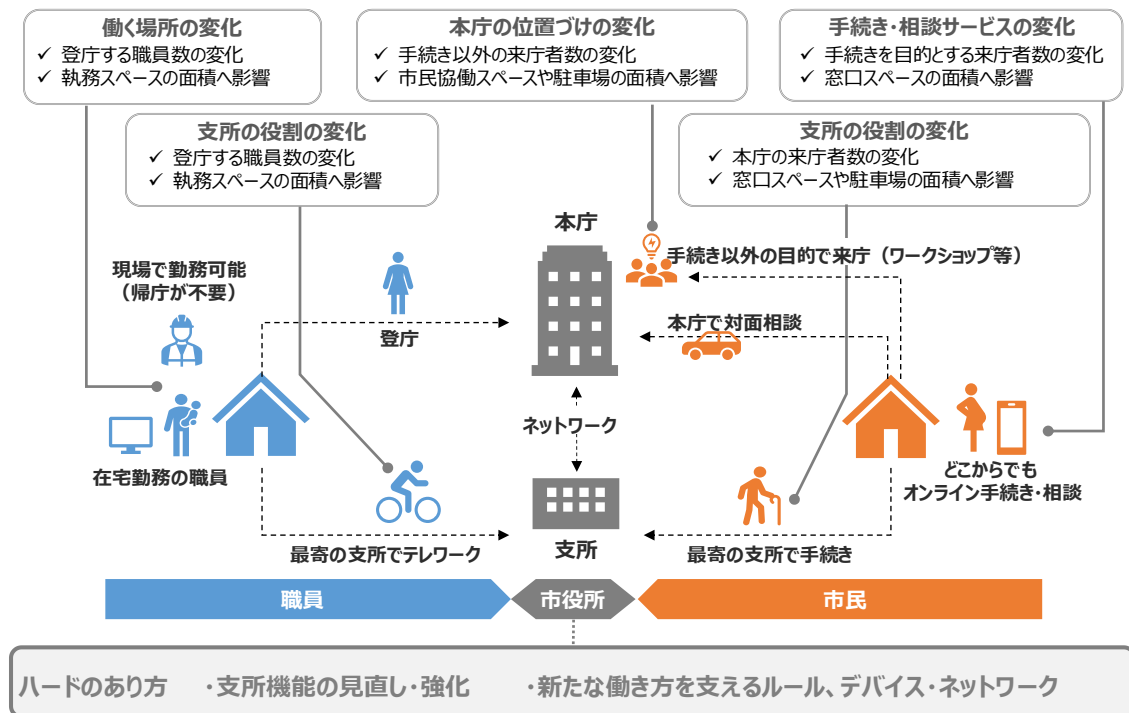 働く場所の変化
✓ 登庁する職員数の変化
✓ 執務スペースの面積へ影響
本庁の位置づけの変化
✓ 手続き以外の来庁者数の変化
✓ 市民協働スペースや駐車場の面積へ影響
手続き・相談サービスの変化
✓ 手続きを目的とする来庁者数の変化
✓ 窓口スペースの面積へ影響
支所の役割の変化
✓ 登庁する職員数の変化
✓ 執務スペースの面積へ影響
支所の役割の変化
✓ 本庁の来庁者数の変化
✓ 窓口スペースや駐車場の面積へ影響
本庁
手続き以外の目的で来庁（ワークショップ等）
現場で勤務可能
（帰庁が不要）
登庁
本庁で対面相談
ネットワーク
在宅勤務の職員
どこからでも
オンライン手続き・相談
支所
最寄の支所でテレワーク
最寄の支所で手続き
職員
市役所
市民
ハードのあり方 ・支所機能の見直し・強化 ・新たな働き方を支えるルール、デバイス・ネットワーク